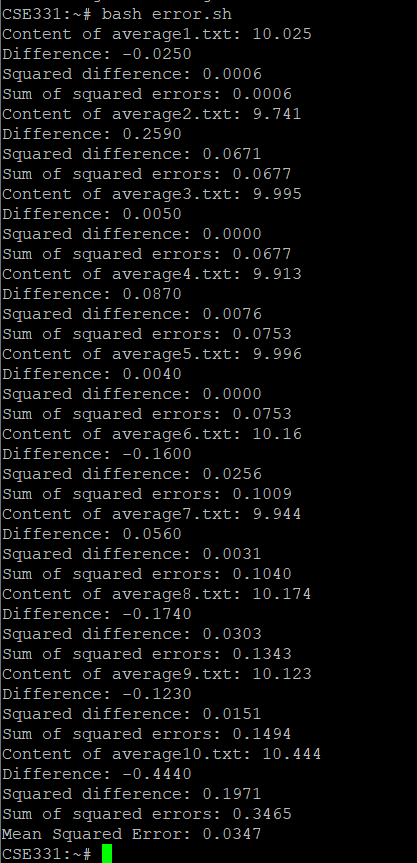 CSE331:~# bash error.sh
Content of average1.txt: 10.025
Difference: -0.0250
Squared difference: 0.0006
Sum of squared errors: 0.0006
Content of average2.txt: 9.741
Difference: 0.2590
Squared difference: 0.0671
Sum of squared errors: 0.0677
Content of average3.txt: 9.995
Difference: 0.0050
Squared difference: 0.0000
Sum of squared errors: 0.0677
Content of average4.txt: 9.913
Difference: 0.0870
Squared difference: 0.0076
Sum of squared errors: 0.0753
Content of average5.txt: 9.996
Difference: 0.0040
Squared difference: 0.0000
Sum of squared errors: 0.0753
Content of average6.txt: 10.16
Difference: -0.1600
Squared difference: 0.0256
Sum of squared errors: 0.1009
Content of average7.txt: 9.944
Difference: 0.0560
Squared difference: 0.0031
Sum of squared errors: 0.1040
Content of average8.txt: 10.174
Difference: -0.1740
Squared difference: 0.0303
Sum of squared errors: 0.1343
Content of average9.txt: 10.123
Difference: -0.1230
Squared difference: 0.0151
Sum of squared errors: 0.1494
Content of average10.txt: 10.444
Difference: -0.4440
Squared difference: 0.1971
Sum of squared errors: 0.3465
Mean Squared Error: 0.0347
CSE331:~#